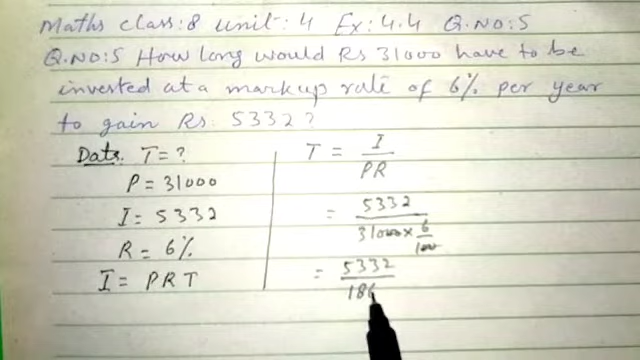 Maths class:8 unit:4 Ex:4.4 Q.NO:5
Q.NO:5 How long would Rs 31000 have to be
invested at a markup rate of 6% per year
to gain Rs. 5332?
Data. T=?
P=31000
I=5332
R=6%
I= PRT
T = I
PR
= 5332
31000 x 6
100
= 5332
186